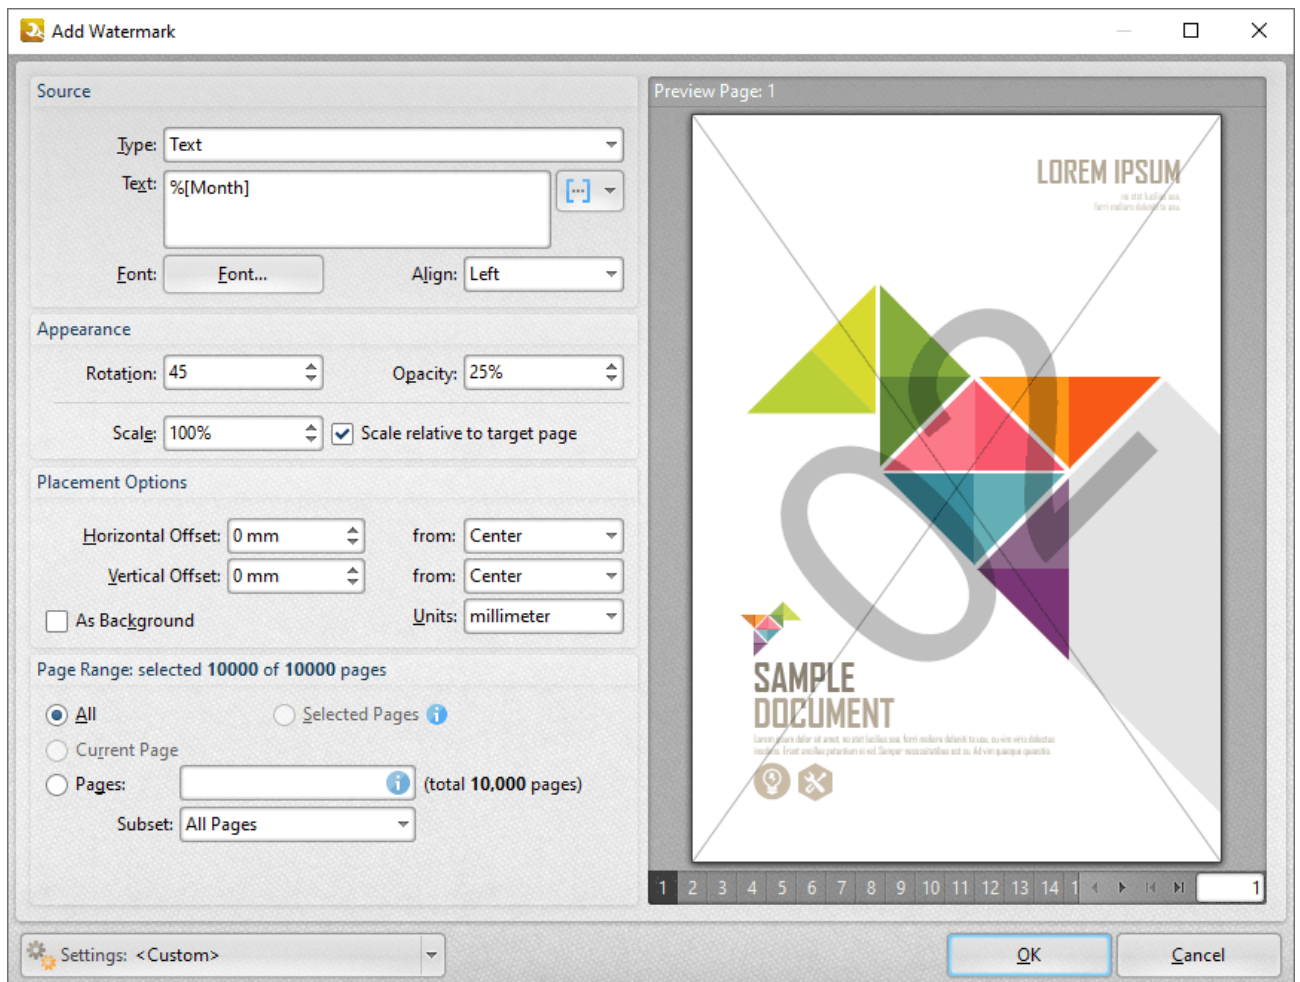 Add Watermark
Source
Type: Text
Text: %[Month]
Font: Font... Align: Left
Appearance
Rotation: 45 Opacity: 25%
Scale: 100% Scale relative to target page
Placement Options
Horizontal Offset: 0 mm from: Center
Vertical Offset: 0 mm from: Center
As Background Units: millimeter
Page Range: selected 10000 of 10000 pages
All Selected Pages
Current Page
Pages: (total 10,000 pages)
Subset: All Pages
Preview Page: 1
LOREM IPSUM
02
SAMPLE
DOCUMENT
1 2 3 4 5 6 7 8 9 10 11 12 13 14 1 1
Settings: <Custom> OK Cancel